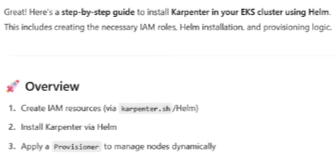 Great! Here's a step-by-step guide to install Karpenter in your EKS cluster using Helm.
This includes creating the necessary IAM roles, Helm installation, and provisioning logic.
🚀 Overview
1. Create IAM resources (via karpenter.sh /Helm)
2. Install Karpenter via Helm
3. Apply a Provisioner to manage nodes dynamically